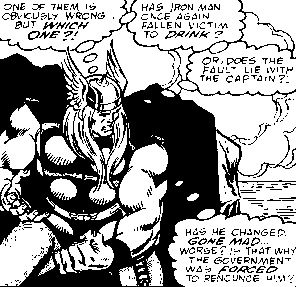 ONE OF THEM IS
OBVIOUSLY WRONG.
BUT WHICH
ONE?!
HAS IRON MAN
ONCE AGAIN
FALLEN VICTIM
TO DRINK?
OR, DOES THE
FAULT LIE WITH
THE CAPTAIN?!
HAS HE CHANGED.
GONE MAD...
WORSE? IS THAT WHY
THE GOVERNMENT
WAS FORCED
TO RENOUNCE HIM?